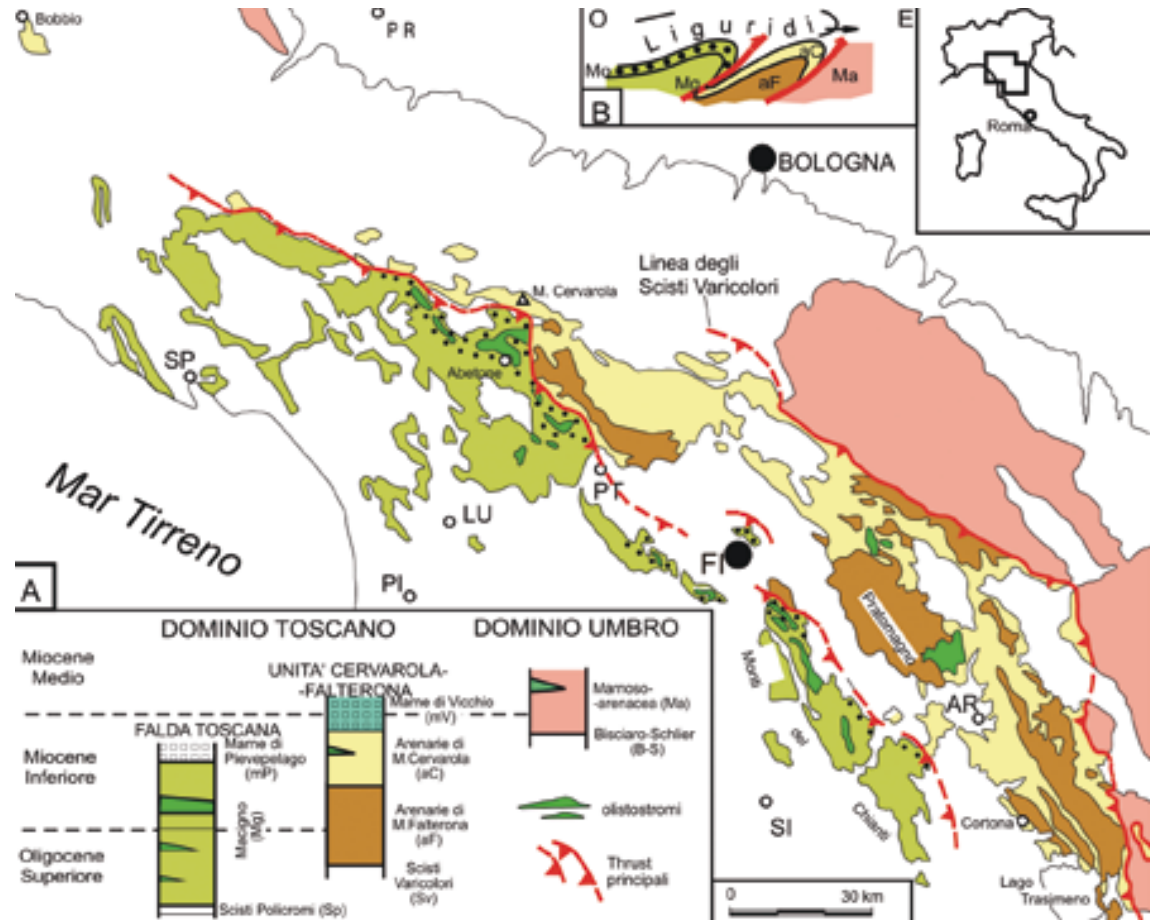 Bobbio
PR
O
Liguridi
E
Mo
Mg
aF
aC
Ma
B
Roma
BOLOGNA
Linea degli
Scisti Varicolori
M. Cervarola
SP
Abetone
Mar Tirreno
LU
PT
PI
FI
A
Pratomagno
Monti
del
Chianti
AR
SI
Cortona
Lago
Trasimeno
DOMINIO TOSCANO
DOMINIO UMBRO
Miocene
Medio
UNITA' CERVAROLA-
-FALTERONA
Marne di Vicchio
(mV)
Marnoso-
arenacea (Ma)
FALDA TOSCANA
Marne di
Pievepelago
(mP)
Bisciaro-Schlier
(B-S)
Miocene
Inferiore
Arenarie di
M.Cervarola
(aC)
Macigno (Mg)
olistostromi
Arenarie di
M.Falterona
(aF)
Oligocene
Superiore
Scisti
Varicolori
(Sv)
Thrust
principali
Scisti Policromi (Sp)
0 30 km